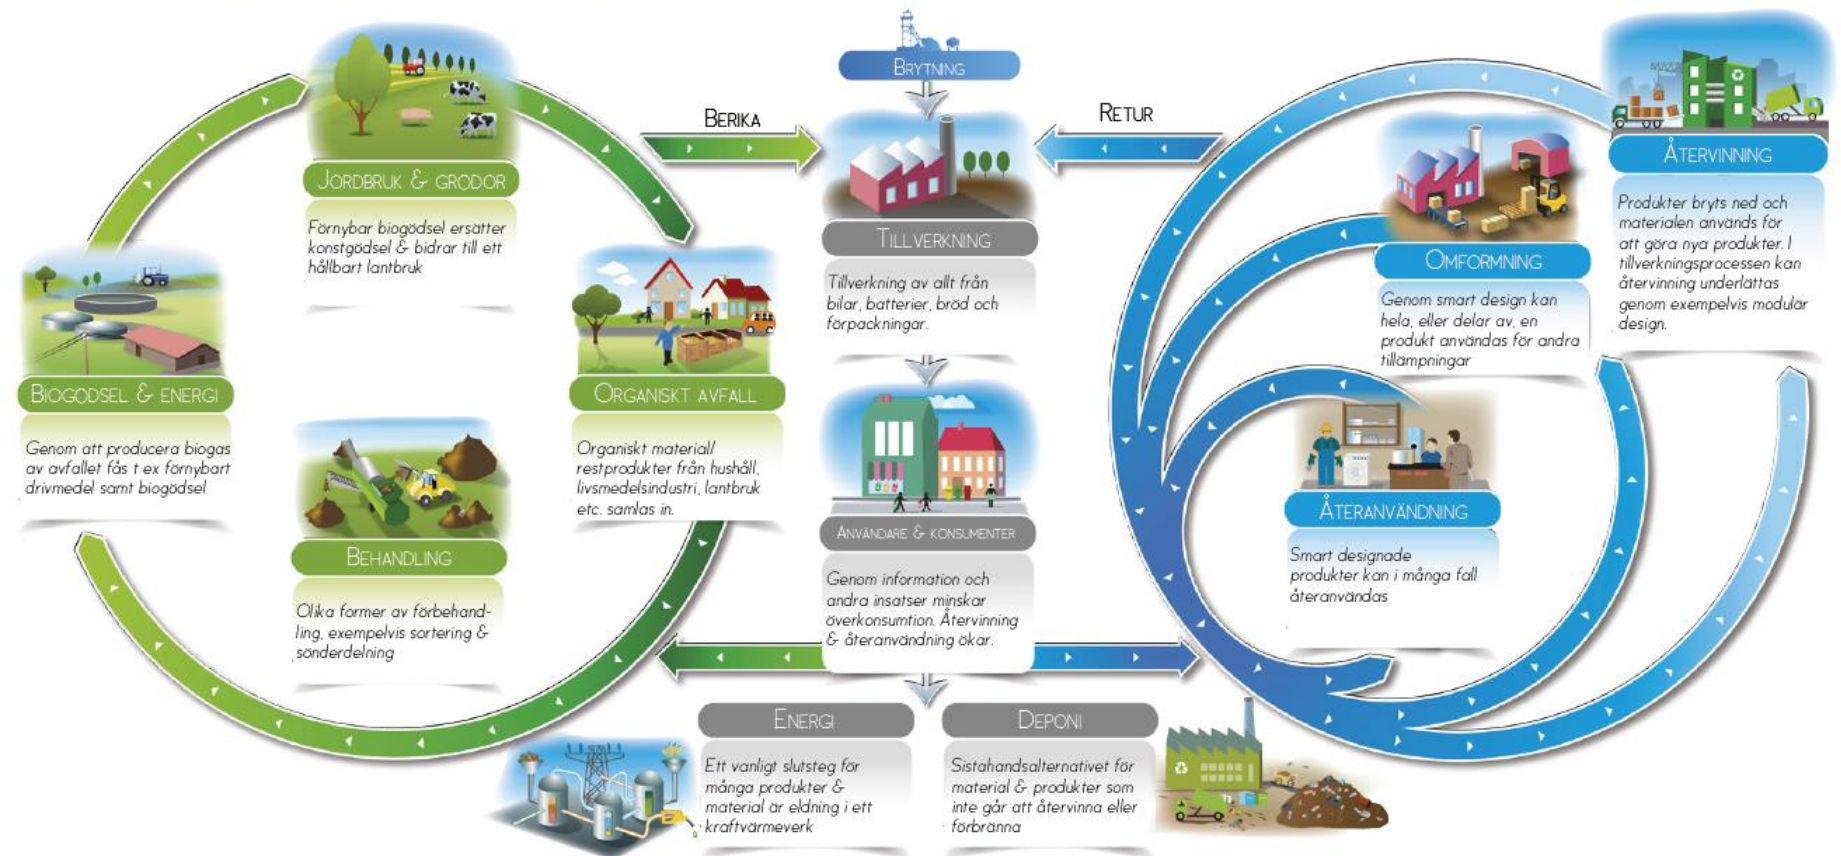 BRYTNING
BERIKA
RETUR
JORDBRUK & GRÖDOR
Förnybar biogödsel ersätter
konstgödsel & bidrar till ett
hållbart lantbruk
BIOGÖDSEL & ENERGI
Genom att producera biogas
av avfallet fås t ex förnybart
drivmedel samt biogödsel
BEHANDLING
Olika former av förbehand-
ling, exempelvis sortering &
sönderdelning
ORGANISKT AVFALL
Organiskt material/
restprodukter från hushåll,
livsmedelsindustri, lantbruk
etc. samlas in.
TILLVERKNING
Tillverkning av allt från
bilar, batterier, bröd och
förpackningar.
ANVÄNDARE & KONSUMENTER
Genom information och
andra insatser minskar
överkonsumtion. Återvinning
& återanvändning ökar.
ENERGI
Ett vanligt slutsteg för
många produkter &
material är eldning i ett
kraftvärmeverk
DEPONI
Sistahandsalternativet för
material & produkter som
inte går att återvinna eller
förbränna
ÅTERVINNING
Produkter bryts ned och
materialen används för
att göra nya produkter. I
tillverkningsprocessen kan
återvinning underlättas
genom exempelvis modulär
design.
OMFORMNING
Genom smart design kan
hela, eller delar av, en
produkt användas för andra
tillämpningar
ÅTERANVÄNDNING
Smart designade
produkter kan i många fall
återanvändas